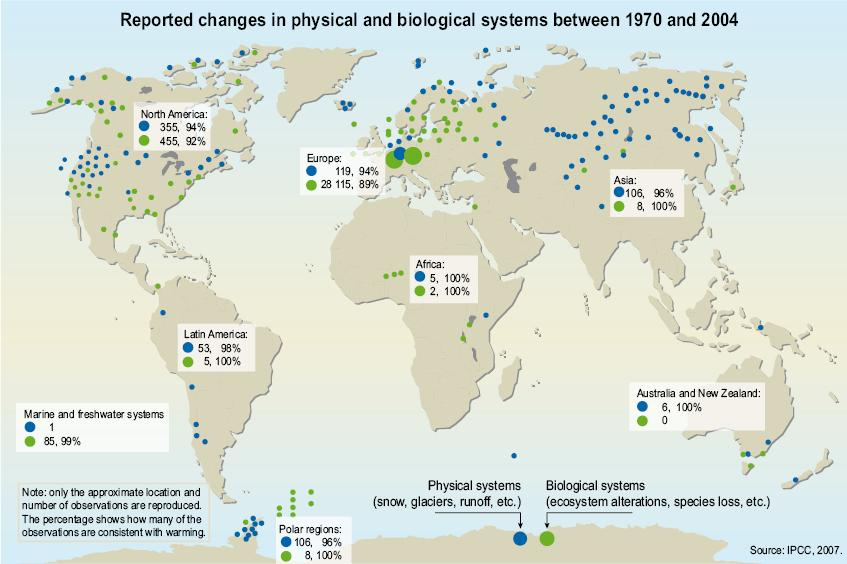 Reported changes in physical and biological systems between 1970 and 2004
North America:
355, 94%
455, 92%
Europe:
119, 94%
28 115, 89%
Asia:
106, 96%
8, 100%
Africa:
5, 100%
2, 100%
Latin America:
53, 98%
5, 100%
Australia and New Zealand:
6, 100%
0
Marine and freshwater systems
1
85, 99%
Physical systems
(snow, glaciers, runoff, etc.)
Biological systems
(ecosystem alterations, species loss, etc.)
Note: only the approximate location and
number of observations are reproduced.
The percentage shows how many of the
observations are consistent with warming.
Polar regions:
106, 96%
8, 100%
Source: IPCC, 2007.